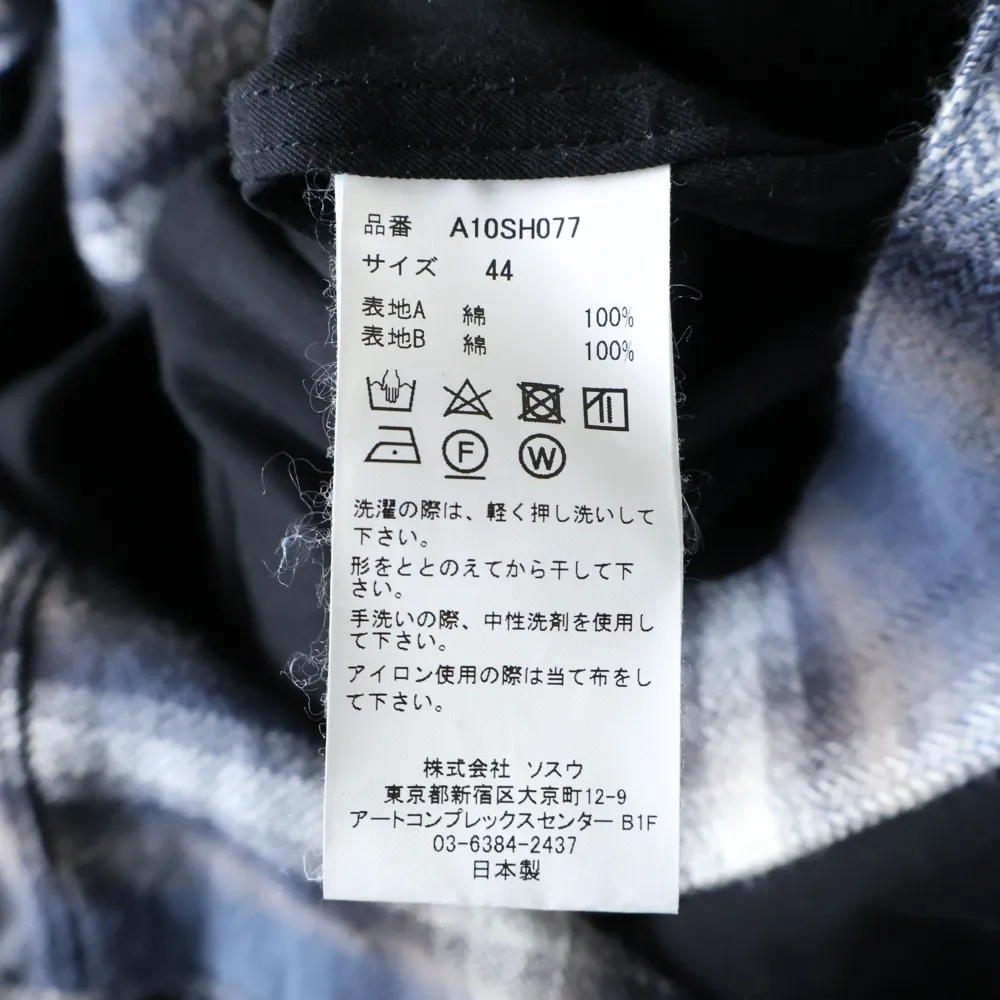 品番 A10SH077
サイズ 44
表地A 綿 100%
表地B 綿 100%
F W
洗濯の際は、軽く押し洗いして
下さい。
形をととのえてから干して下
さい。
手洗いの際、中性洗剤を使用し
て下さい。
アイロン使用の際は当て布をし
て下さい。
株式会社 ソスウ
東京都新宿区大京町12-9
アートコンプレックスセンター B1F
03-6384-2437
日本製